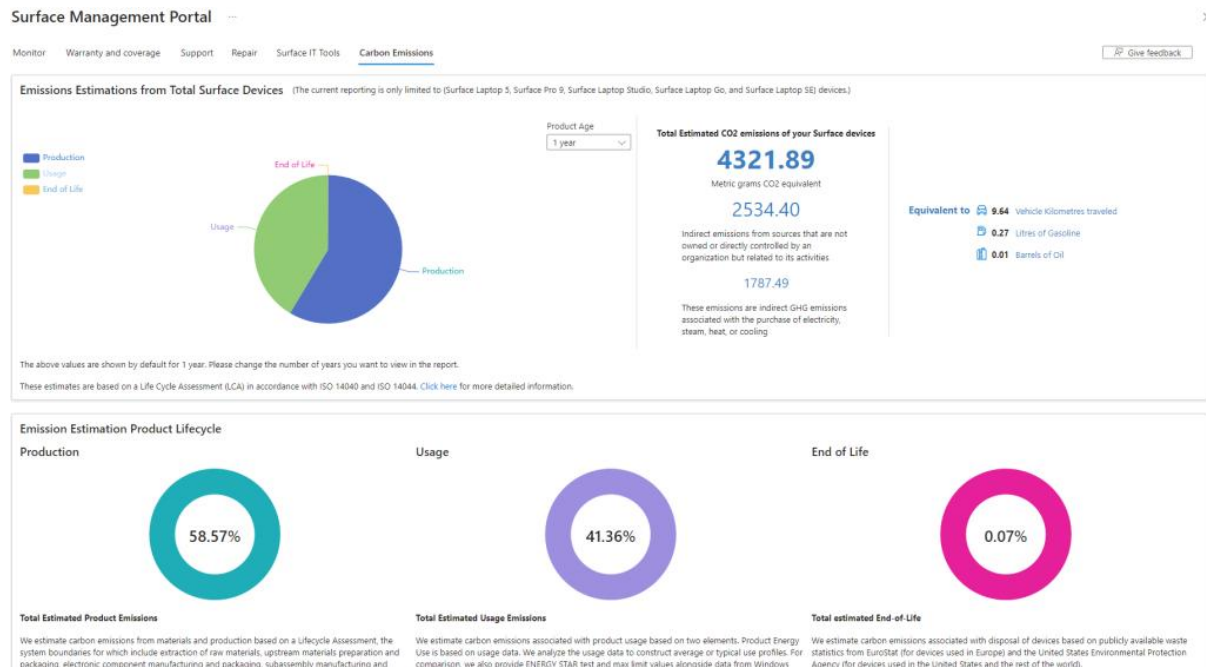 Surface Management Portal ...
Monitor Warranty and coverage Support Repair Surface IT Tools Carbon Emissions
Give feedback
Emissions Estimations from Total Surface Devices (The current reporting is only limited to (Surface Laptop 5, Surface Pro 9, Surface Laptop Studio, Surface Laptop Go, and Surface Laptop SE) devices.)
Product Age
1 year
Production
Usage
End of Life
End of Life
Usage
Production
Total Estimated CO2 emissions of your Surface devices
4321.89
Metric grams CO2 equivalent
2534.40
Indirect emissions from sources that are not
owned or directly controlled by an
organization but related to its activities
1787.49
These emissions are indirect GHG emissions
associated with the purchase of electricity,
steam, heat, or cooling
Equivalent to 9.64 Vehicle Kilometres traveled
0.27 Litres of Gasoline
0.01 Barrels of Oil
The above values are shown by default for 1 year. Please change the number of years you want to view in the report.
These estimates are based on a Life Cycle Assessment (LCA) in accordance with ISO 14040 and ISO 14044. Click here for more detailed information.
Emission Estimation Product Lifecycle
Production
58.57%
Total Estimated Product Emissions
We estimate carbon emissions from materials and production based on a Lifecycle Assessment, the
system boundaries for which include extraction of raw materials, upstream materials preparation and
packaging, electronic component manufacturing and packaging, subassembly manufacturing and
Usage
41.36%
Total Estimated Usage Emissions
We estimate carbon emissions associated with product usage based on two elements. Product Energy
Use is based on usage data. We analyze the usage data to construct average or typical use profiles. For
comparison, we also provide ENERGY STAR test and max limit values alongside data from Windows
End of Life
0.07%
Total estimated End-of-Life
We estimate carbon emissions associated with disposal of devices based on publicly available waste
statistics from EuroStat (for devices used in Europe) and the United States Environmental Protection
Agency (for devices used in the United States and the rest of the world).